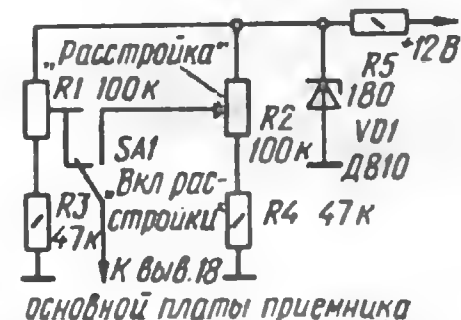 „Расстройка“
R1 100к
R5
180
+12В
R2
100к
VD1
Д810
SA1
„Вкл рас-
стройки“
R3
47к
R4 47к
К выв.18
основной платы приемника